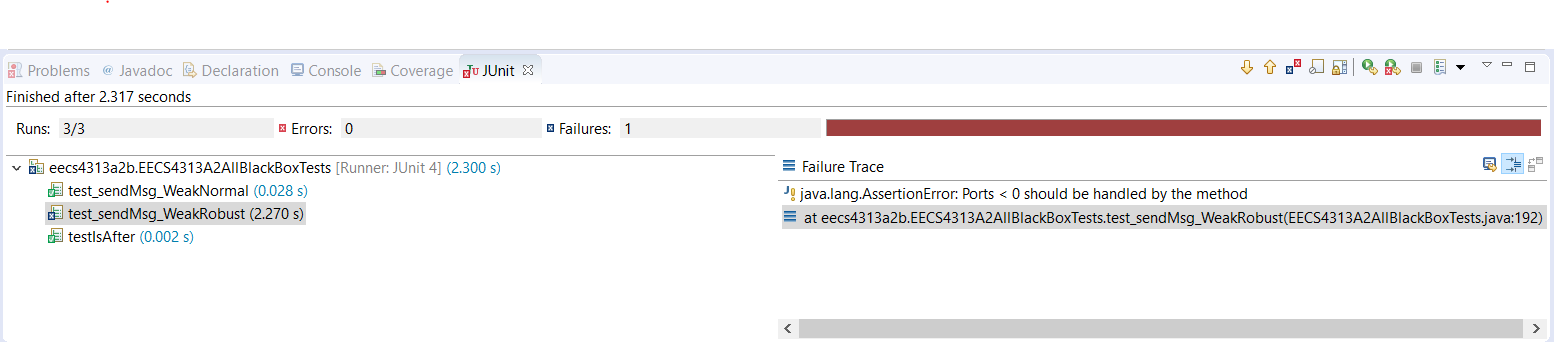 Problems @ Javadoc Declaration Console Coverage JUnit
Finished after 2.317 seconds
Runs: 3/3 Errors: 0 Failures: 1
eecs4313a2b.EECS4313A2AllBlackBoxTests [Runner: JUnit 4] (2.300 s)
test_sendMsg_WeakNormal (0.028 s)
test_sendMsg_WeakRobust (2.270 s)
testIsAfter (0.002 s)
Failure Trace
java.lang.AssertionError: Ports < 0 should be handled by the method
at eecs4313a2b.EECS4313A2AllBlackBoxTests.test_sendMsg_WeakRobust(EECS4313A2AllBlackBoxTests.java:192)